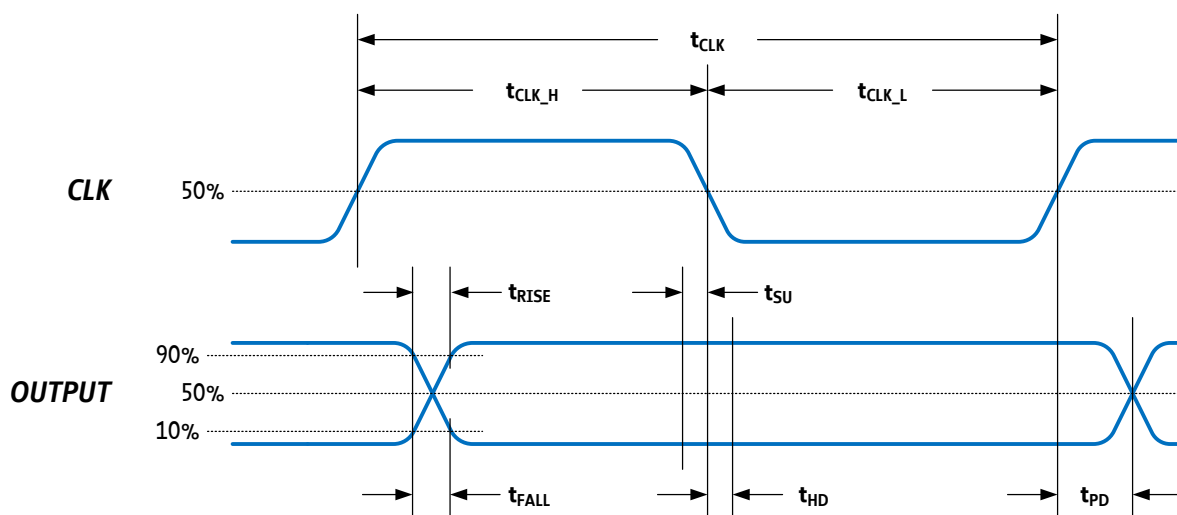 tCLK
tCLK_H
tCLK_L
CLK
50%
tRISE
tSU
90%
OUTPUT
50%
10%
tFALL
tHD
tPD